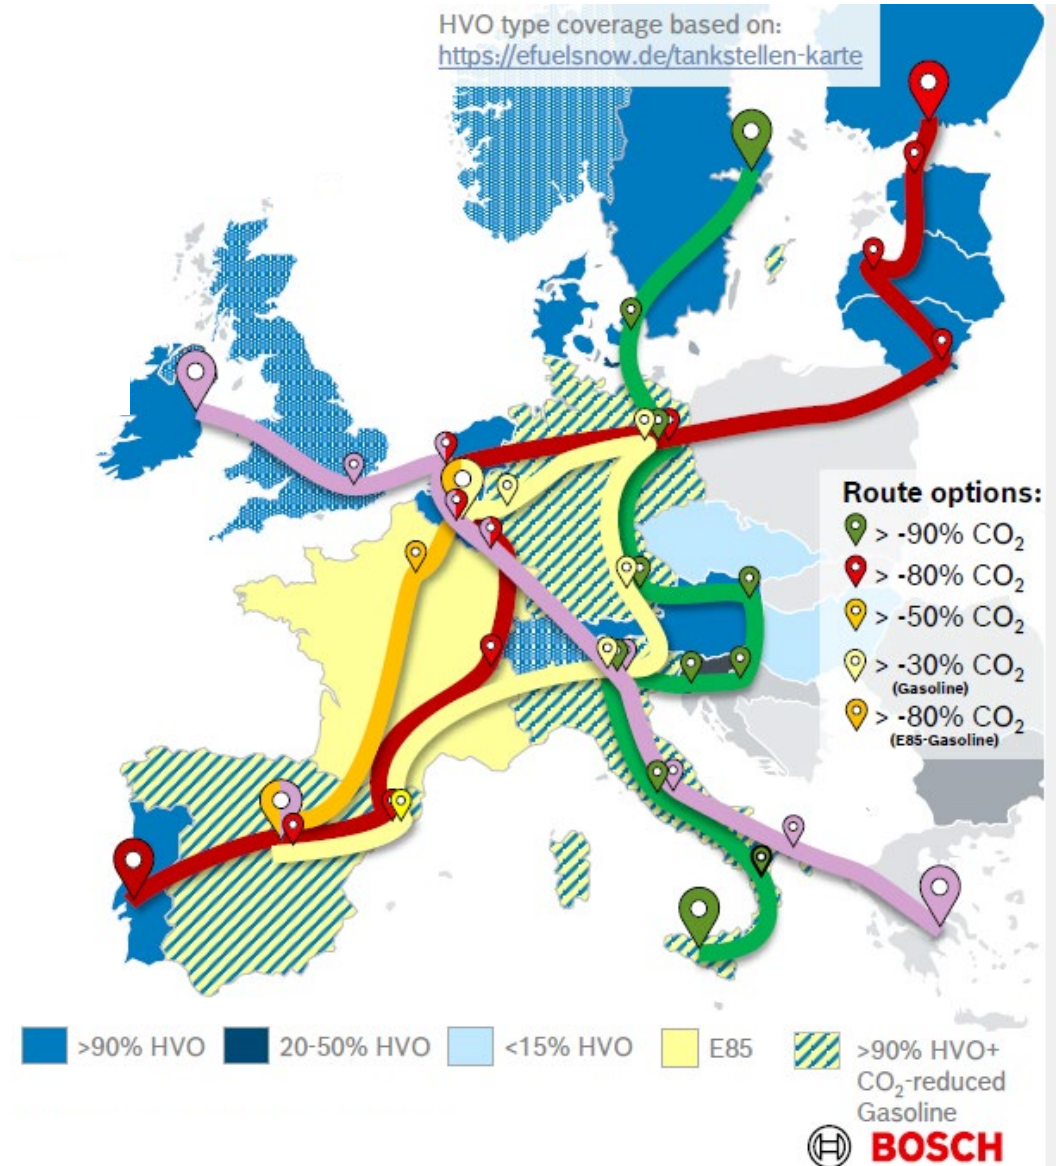 HVO type coverage based on:
https://efuelsnow.de/tankstellen-karte
Route options:
> -90% CO2
> -80% CO2
> -50% CO2
> -30% CO2
(Gasoline)
> -80% CO2
(E85-Gasoline)
>90% HVO
20-50% HVO
<15% HVO
E85
>90% HVO+
CO2-reduced
Gasoline
BOSCH